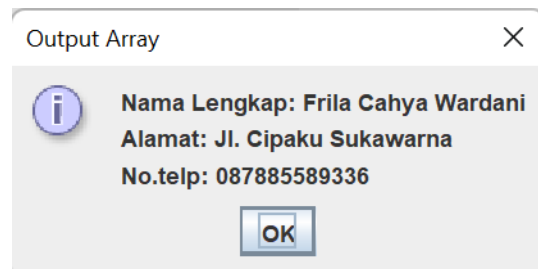 Output Array
Nama Lengkap: Frila Cahya Wardani
Alamat: Jl. Cipaku Sukawarna
No.telp: 087885589336
OK